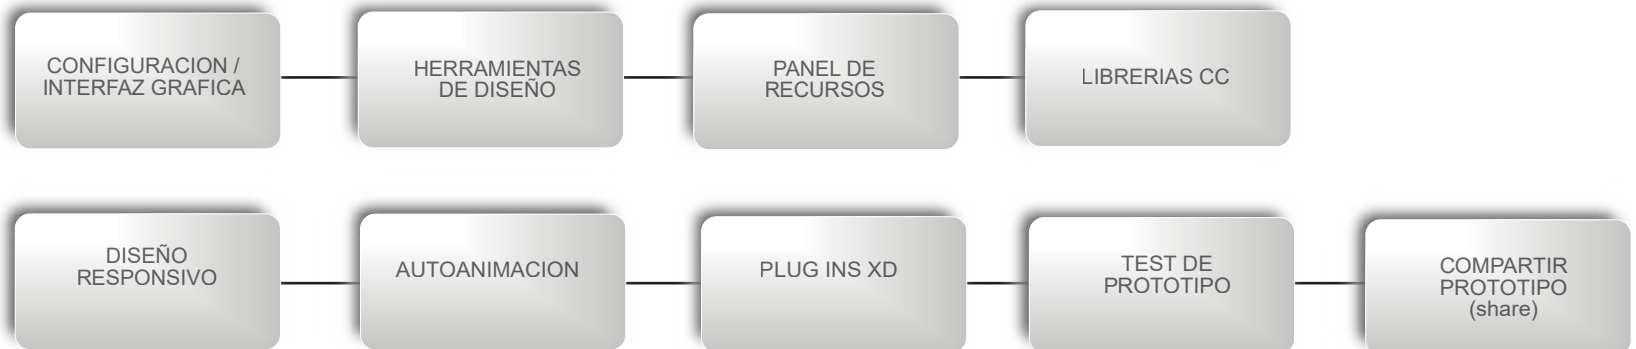 CONFIGURACION /
INTERFAZ GRAFICA
HERRAMIENTAS
DE DISEÑO
PANEL DE
RECURSOS
LIBRERIAS CC
DISEÑO
RESPONSIVO
AUTOANIMACION
PLUG INS XD
TEST DE
PROTOTIPO
COMPARTIR
PROTOTIPO
(share)